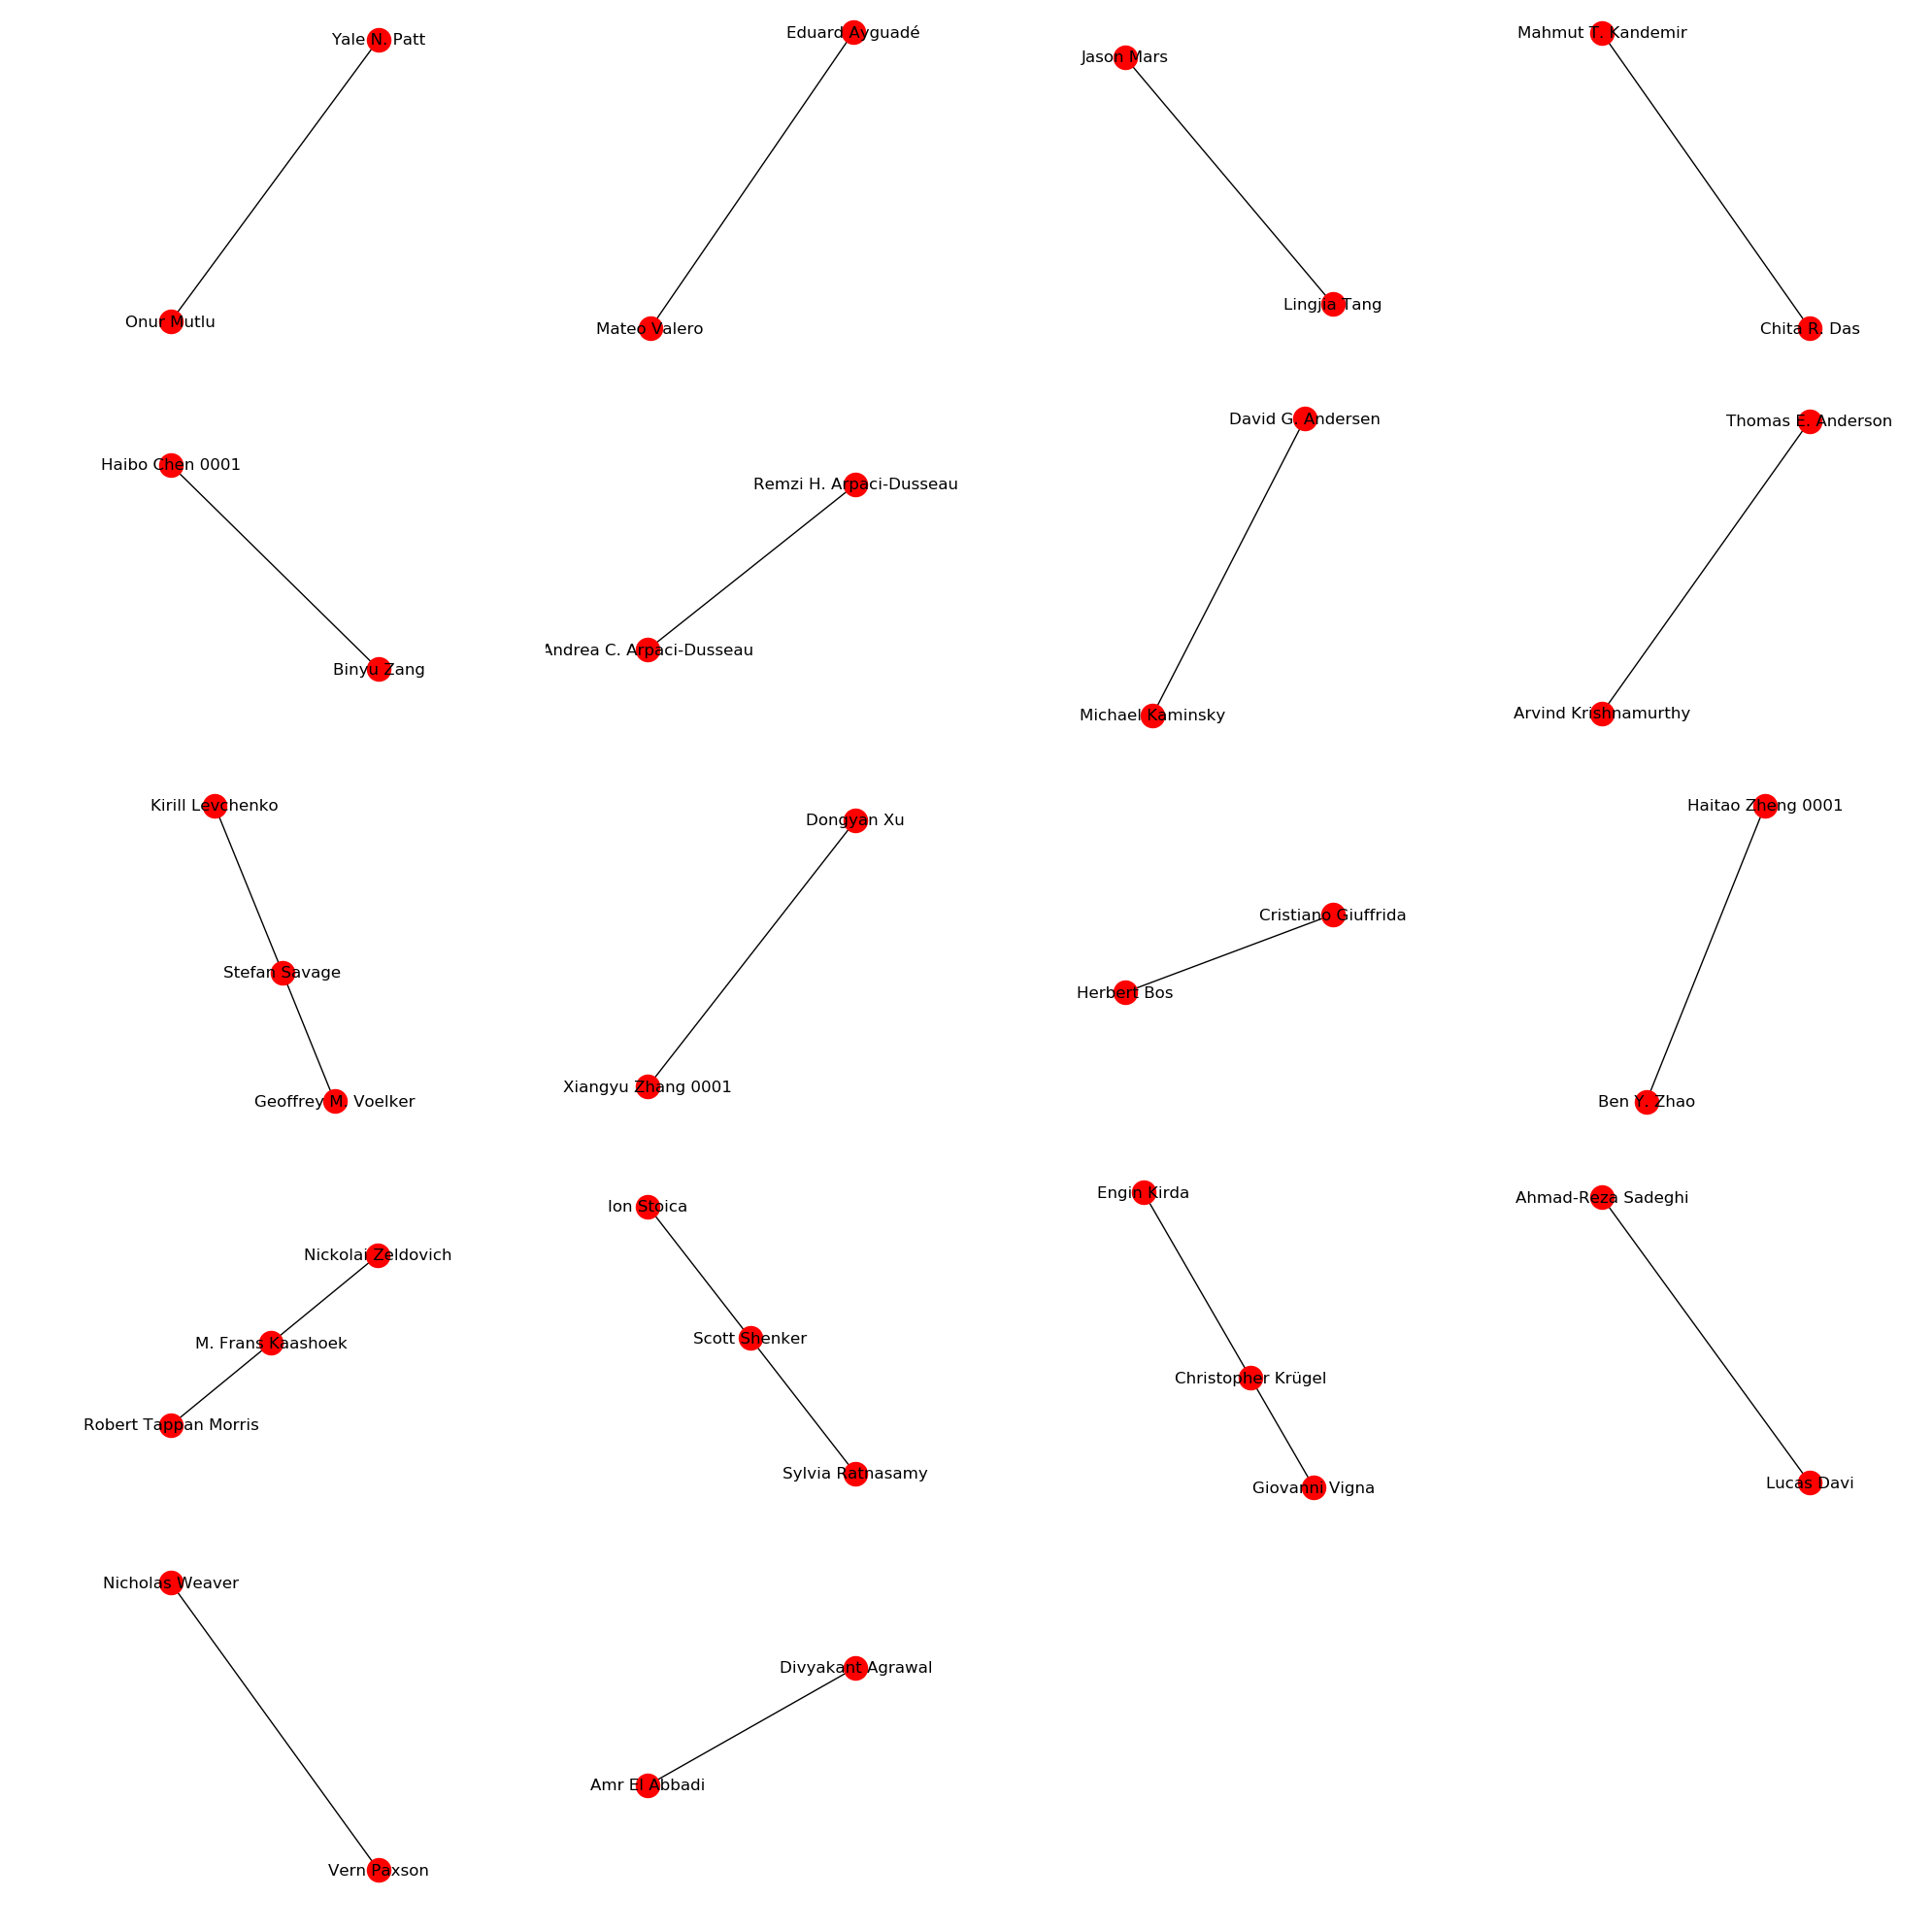 Yale N. Patt
Onur Mutlu
Eduard Ayguadé
Mateo Valero
Jason Mars
Lingjia Tang
Mahmut T. Kandemir
Chita R. Das
Haibo Chen 0001
Binyu Zang
Remzi H. Arpaci-Dusseau
Andrea C. Arpaci-Dusseau
David G. Andersen
Michael Kaminsky
Thomas E. Anderson
Arvind Krishnamurthy
Kirill Levchenko
Stefan Savage
Geoffrey M. Voelker
Dongyan Xu
Xiangyu Zhang 0001
Cristiano Giuffrida
Herbert Bos
Haitao Zheng 0001
Ben Y. Zhao
Nickolai Zeldovich
M. Frans Kaashoek
Robert Tappan Morris
Ion Stoica
Scott Shenker
Sylvia Ratnasamy
Engin Kirda
Christopher Krügel
Giovanni Vigna
Ahmad-Reza Sadeghi
Lucas Davi
Nicholas Weaver
Vern Paxson
Divyakant Agrawal
Amr El Abbadi